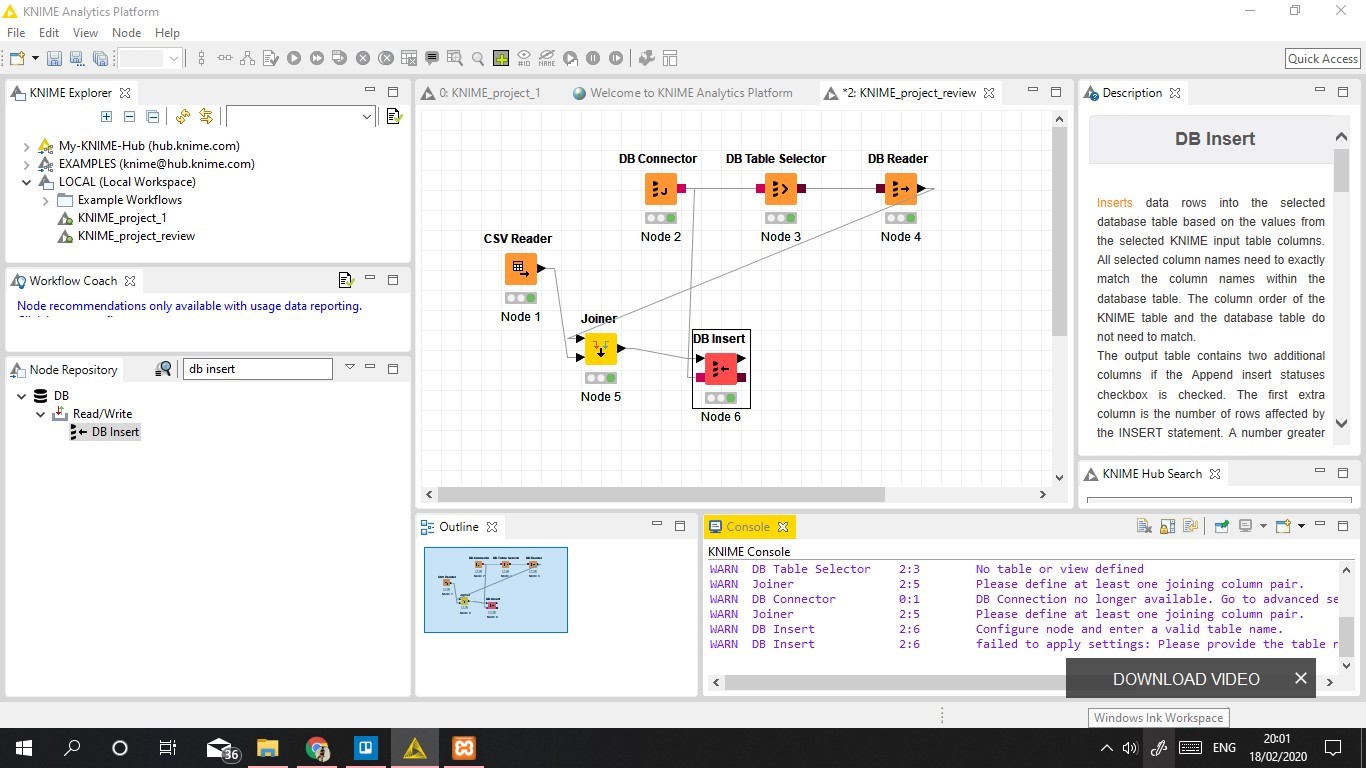 KNIME Analytics Platform
File Edit View Node Help
#ID NAME Quick Access
KNIME Explorer
My-KNIME-Hub (hub.knime.com)
EXAMPLES (knime@hub.knime.com)
LOCAL (Local Workspace)
Example Workflows
KNIME_project_1
KNIME_project_review
Workflow Coach
Node recommendations only available with usage data reporting.
Node Repository
db insert
DB
Read/Write
DB Insert
0: KNIME_project_1 Welcome to KNIME Analytics Platform *2: KNIME_project_review
DB Connector DB Table Selector DB Reader
Node 2 Node 3 Node 4
CSV Reader
Node 1
Joiner
Node 5
DB Insert
Node 6
Description
DB Insert
Inserts data rows into the selected
database table based on the values from
the selected KNIME input table columns.
All selected column names need to exactly
match the column names within the
database table. The column order of the
KNIME table and the database table do
not need to match.
The output table contains two additional
columns if the Append insert statuses
checkbox is checked. The first extra
column is the number of rows affected by
the INSERT statement. A number greater
KNIME Hub Search
Outline
Console
KNIME Console
WARN DB Table Selector 2:3 No table or view defined
WARN Joiner 2:5 Please define at least one joining column pair.
WARN DB Connector 0:1 DB Connection no longer available. Go to advanced se
WARN Joiner 2:5 Please define at least one joining column pair.
WARN DB Insert 2:6 Configure node and enter a valid table name.
WARN DB Insert 2:6 failed to apply settings: Please provide the table n
DOWNLOAD VIDEO
Windows Ink Workspace
36
ENG
20:01
18/02/2020